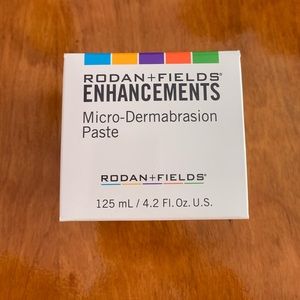 RODAN+FIELDS®
ENHANCEMENTS
Micro-Dermabrasion
Paste
RODAN+FIELDS®
125 mL / 4.2 Fl. Oz. U.S.